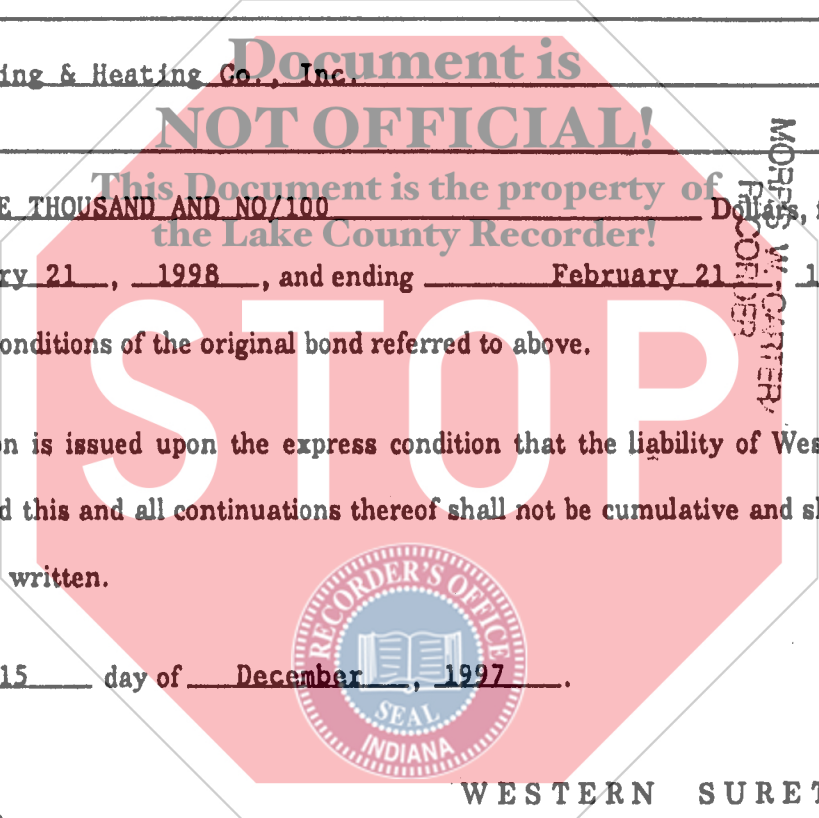 ing & Heating Co., Inc.
Document is
NOT OFFICIAL!
This Document is the property of
the Lake County Recorder!
E THOUSAND AND NO/100 Dollars,
ry 21, 1998, and ending February 21, 1
STOP
onditions of the original bond referred to above.
n is issued upon the express condition that the liability of Wes
d this and all continuations thereof shall not be cumulative and sh
written.
15 day of December, 1997.
RECORDER'S OFFICE
SEAL
INDIANA
WESTERN SURET
MORRIS W. CARTER
RECORDER